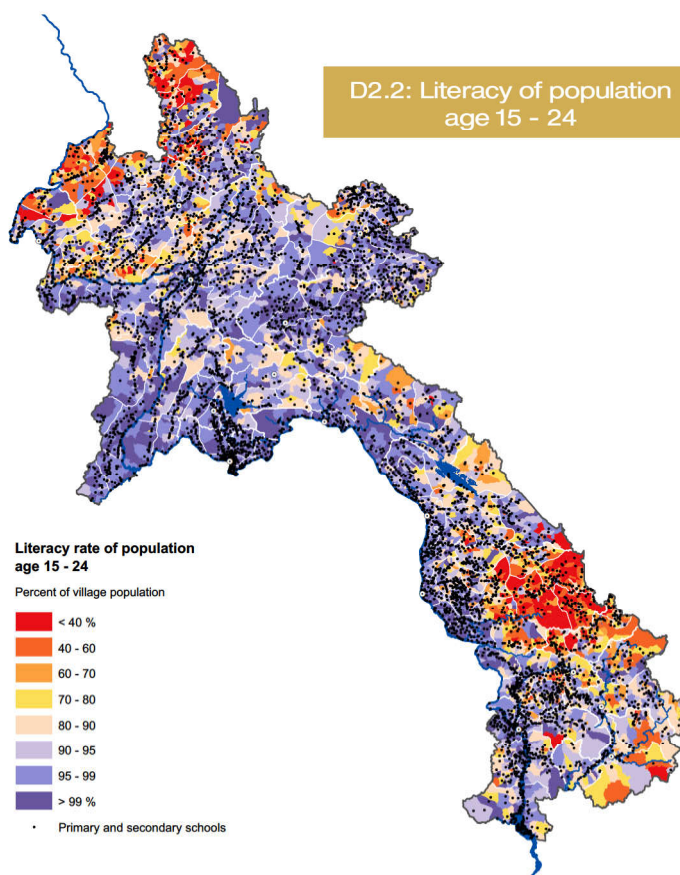 D2.2: Literacy of population
age 15 - 24
Literacy rate of population
age 15 - 24
Percent of village population
< 40 %
40 - 60
60 - 70
70 - 80
80 - 90
90 - 95
95 - 99
> 99 %
Primary and secondary schools